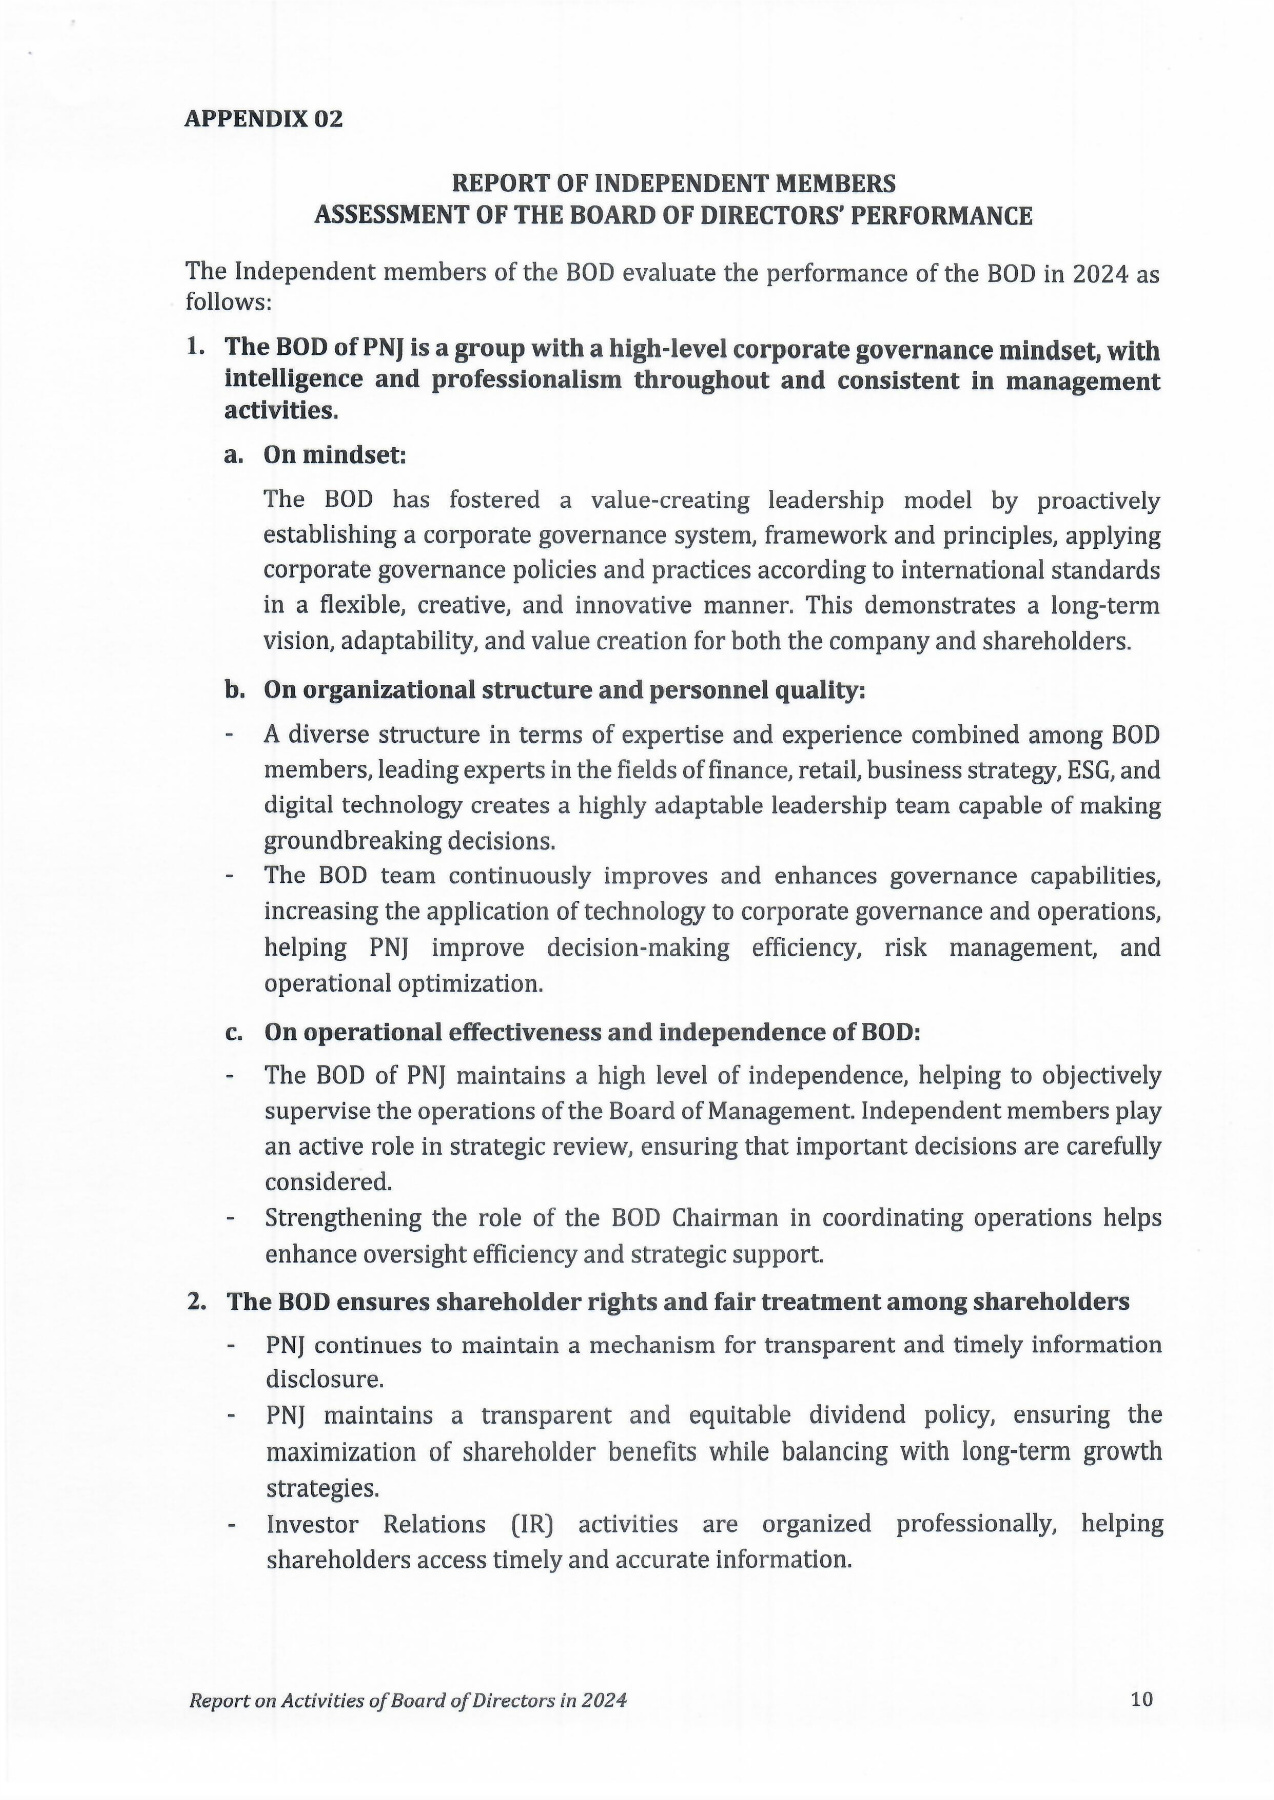 APPENDIX 02
REPORT OF INDEPENDENT MEMBERS
ASSESSMENT OF THE BOARD OF DIRECTORS' PERFORMANCE
The Independent members of the BOD evaluate the performance of the BOD in 2024 as
follows:
1. The BOD of PNJ is a group with a high-level corporate governance mindset, with
intelligence and professionalism throughout and consistent in management
activities.
a. On mindset:
The BOD has fostered a value-creating leadership model by proactively
establishing a corporate governance system, framework and principles, applying
corporate governance policies and practices according to international standards
in a flexible, creative, and innovative manner. This demonstrates a long-term
vision, adaptability, and value creation for both the company and shareholders.
b. On organizational structure and personnel quality:
- A diverse structure in terms of expertise and experience combined among BOD
members, leading experts in the fields of finance, retail, business strategy, ESG, and
digital technology creates a highly adaptable leadership team capable of making
groundbreaking decisions.
- The BOD team continuously improves and enhances governance capabilities,
increasing the application of technology to corporate governance and operations,
helping PNJ improve decision-making efficiency, risk management, and
operational optimization.
c. On operational effectiveness and independence of BOD:
- The BOD of PNJ maintains a high level of independence, helping to objectively
supervise the operations of the Board of Management. Independent members play
an active role in strategic review, ensuring that important decisions are carefully
considered.
- Strengthening the role of the BOD Chairman in coordinating operations helps
enhance oversight efficiency and strategic support.
2. The BOD ensures shareholder rights and fair treatment among shareholders
- PNJ continues to maintain a mechanism for transparent and timely information
disclosure.
- PNJ maintains a transparent and equitable dividend policy, ensuring the
maximization of shareholder benefits while balancing with long-term growth
strategies.
- Investor Relations (IR) activities are organized professionally, helping
shareholders access timely and accurate information.
Report on Activities of Board of Directors in 2024 10